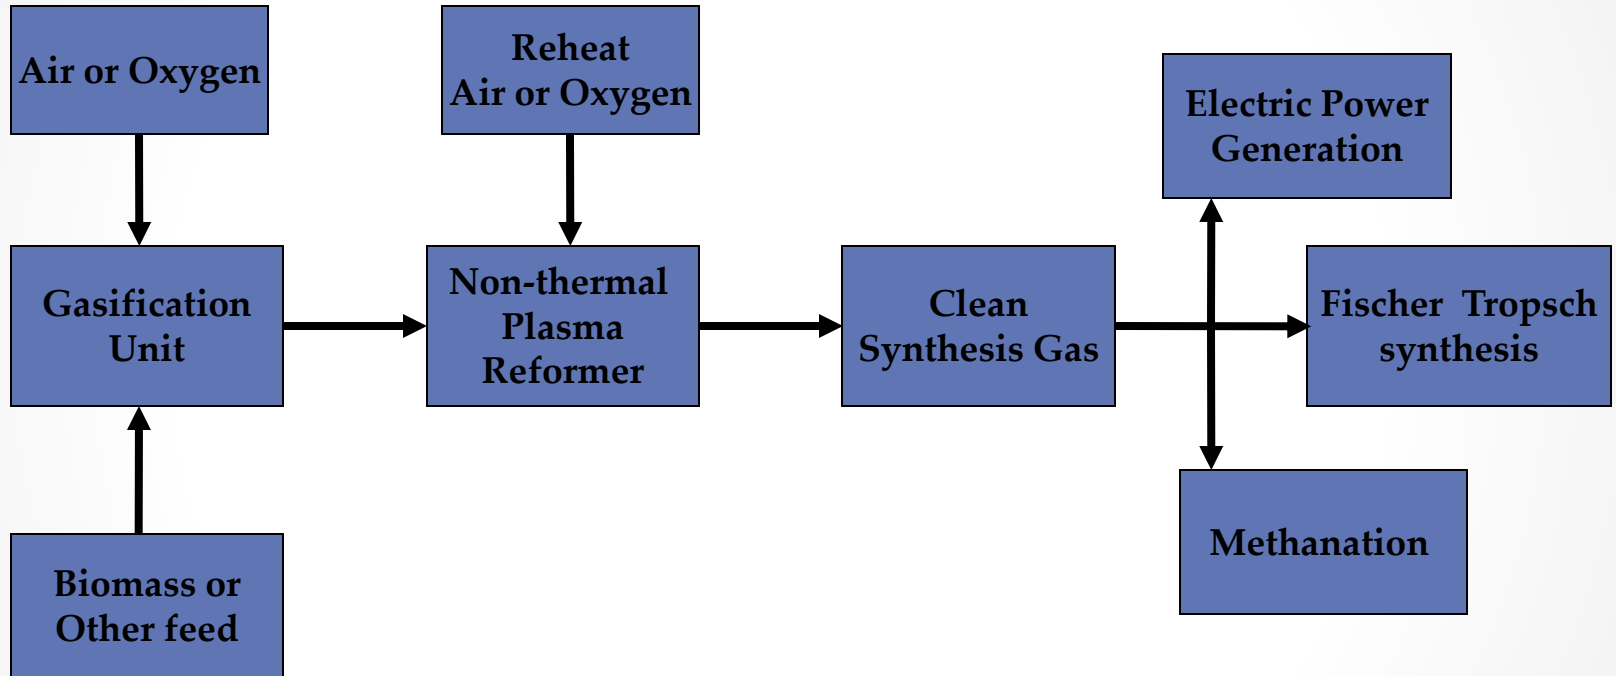 Air or Oxygen
Reheat
Air or Oxygen
Electric Power
Generation
Gasification
Unit
Non-thermal
Plasma
Reformer
Clean
Synthesis Gas
Fischer  Tropsch
synthesis
Biomass or
Other feed
Methanation